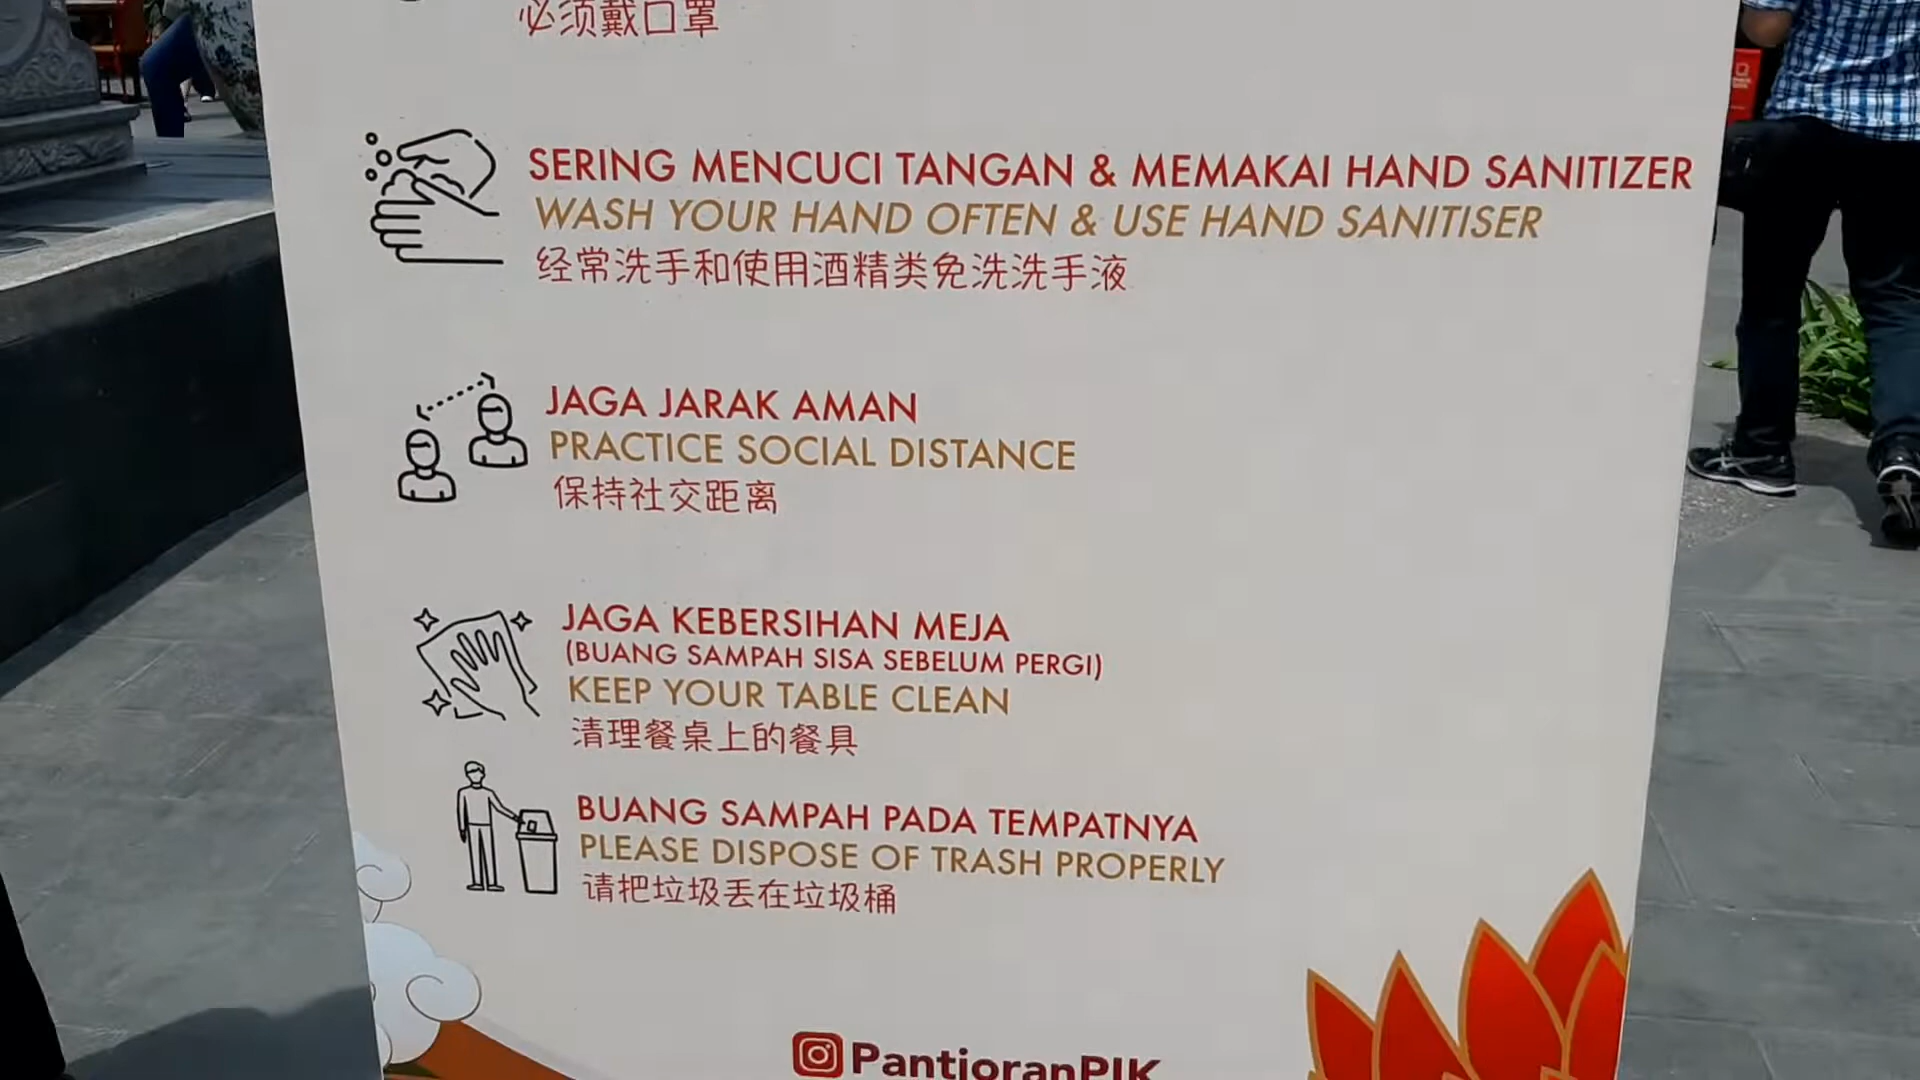 必须戴口罩
SERING MENCUCI TANGAN & MEMAKAI HAND SANITIZER
WASH YOUR HAND OFTEN & USE HAND SANITISER
经常洗手和使用酒精类免洗洗手液
JAGA JARAK AMAN
PRACTICE SOCIAL DISTANCE
保持社交距离
JAGA KEBERSIHAN MEJA
(BUANG SAMPAH SISA SEBELUM PERGI)
KEEP YOUR TABLE CLEAN
清理餐桌上的餐具
BUANG SAMPAH PADA TEMPATNYA
PLEASE DISPOSE OF TRASH PROPERLY
请把垃圾丢在垃圾桶
PantjoranPIK